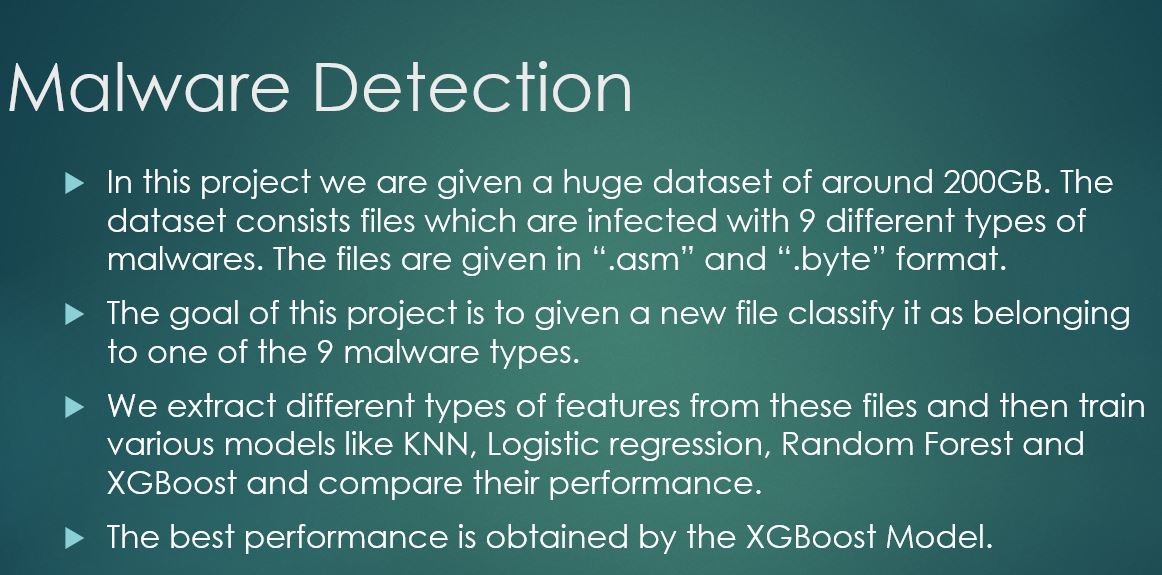 Malware Detection
In this project we are given a huge dataset of around 200GB. The
dataset consists files which are infected with 9 different types of
malwares. The files are given in “.asm” and “.byte” format.
The goal of this project is to given a new file classify it as belonging
to one of the 9 malware types.
We extract different types of features from these files and then train
various models like KNN, Logistic regression, Random Forest and
XGBoost and compare their performance.
The best performance is obtained by the XGBoost Model.